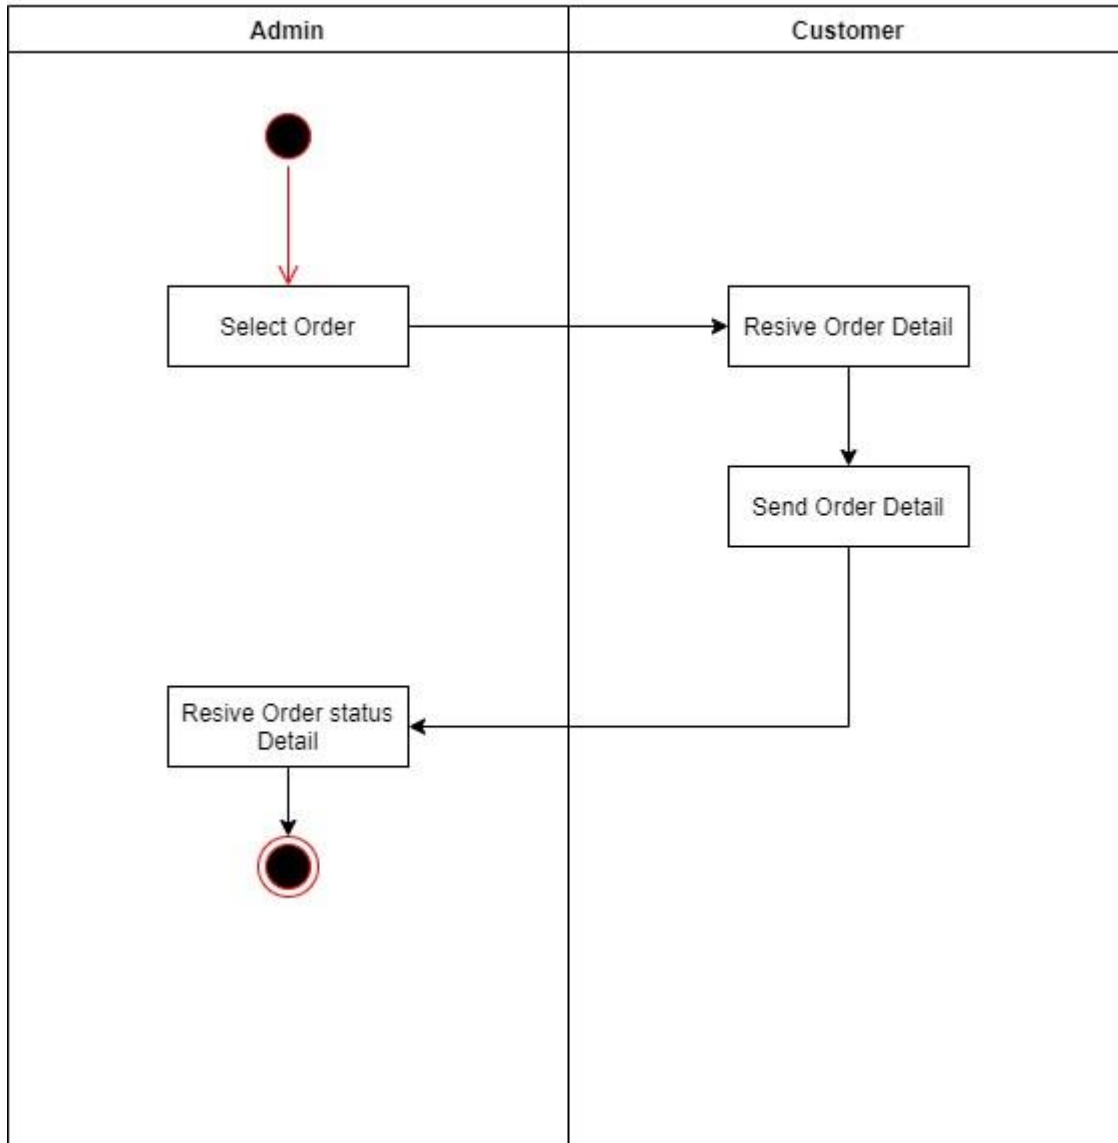 Admin
Customer
Select Order
Resive Order Detail
Send Order Detail
Resive Order status
Detail